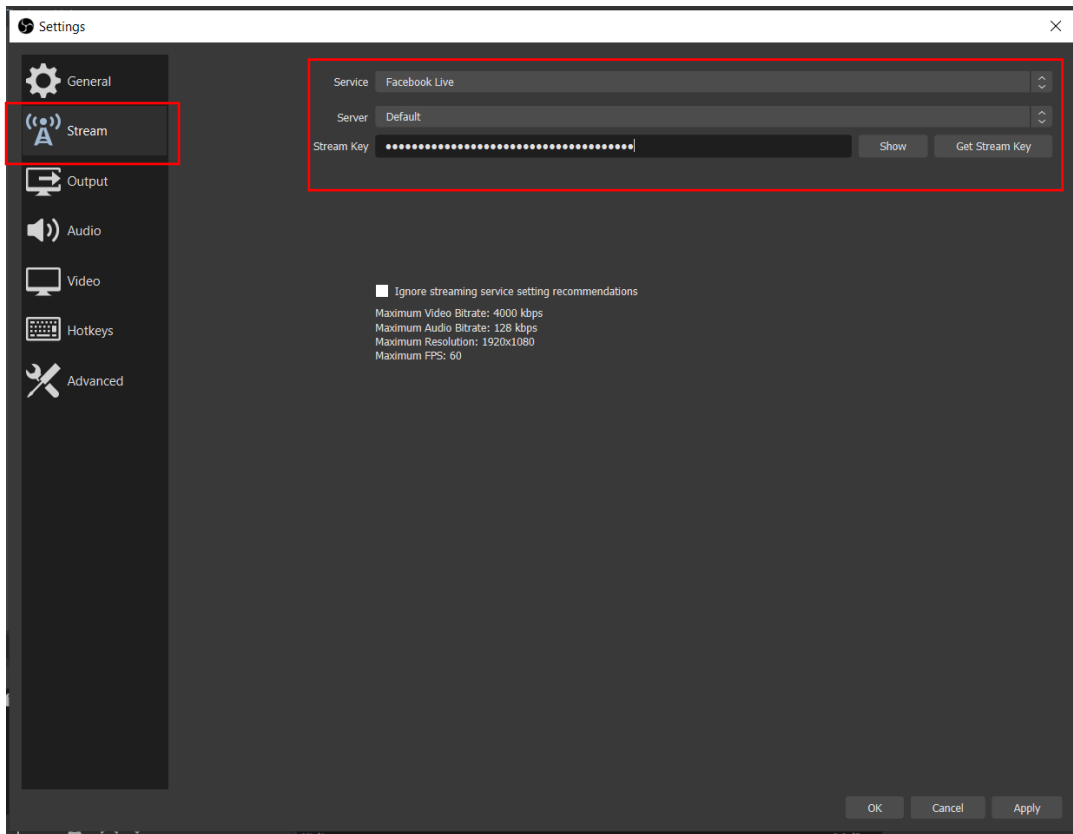 Settings
General
Stream
Output
Audio
Video
Hotkeys
Advanced
Service Facebook Live
Server Default
Stream Key ●●●●●●●●●●●●●●●●●●●●●●●●●●●●●●●●●●●●●● Show Get Stream Key
Ignore streaming service setting recommendations
Maximum Video Bitrate: 4000 kbps
Maximum Audio Bitrate: 128 kbps
Maximum Resolution: 1920x1080
Maximum FPS: 60
OK Cancel Apply